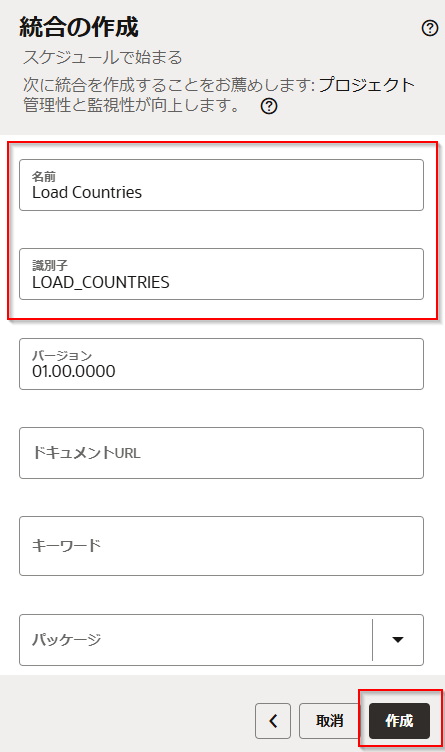 統合の作成
スケジュールで始まる
次に統合を作成することをお薦めします: プロジェクト
管理性と監視性が向上します。
名前
Load Countries
識別子
LOAD_COUNTRIES
バージョン
01.00.0000
ドキュメントURL
キーワード
パッケージ
取消
作成